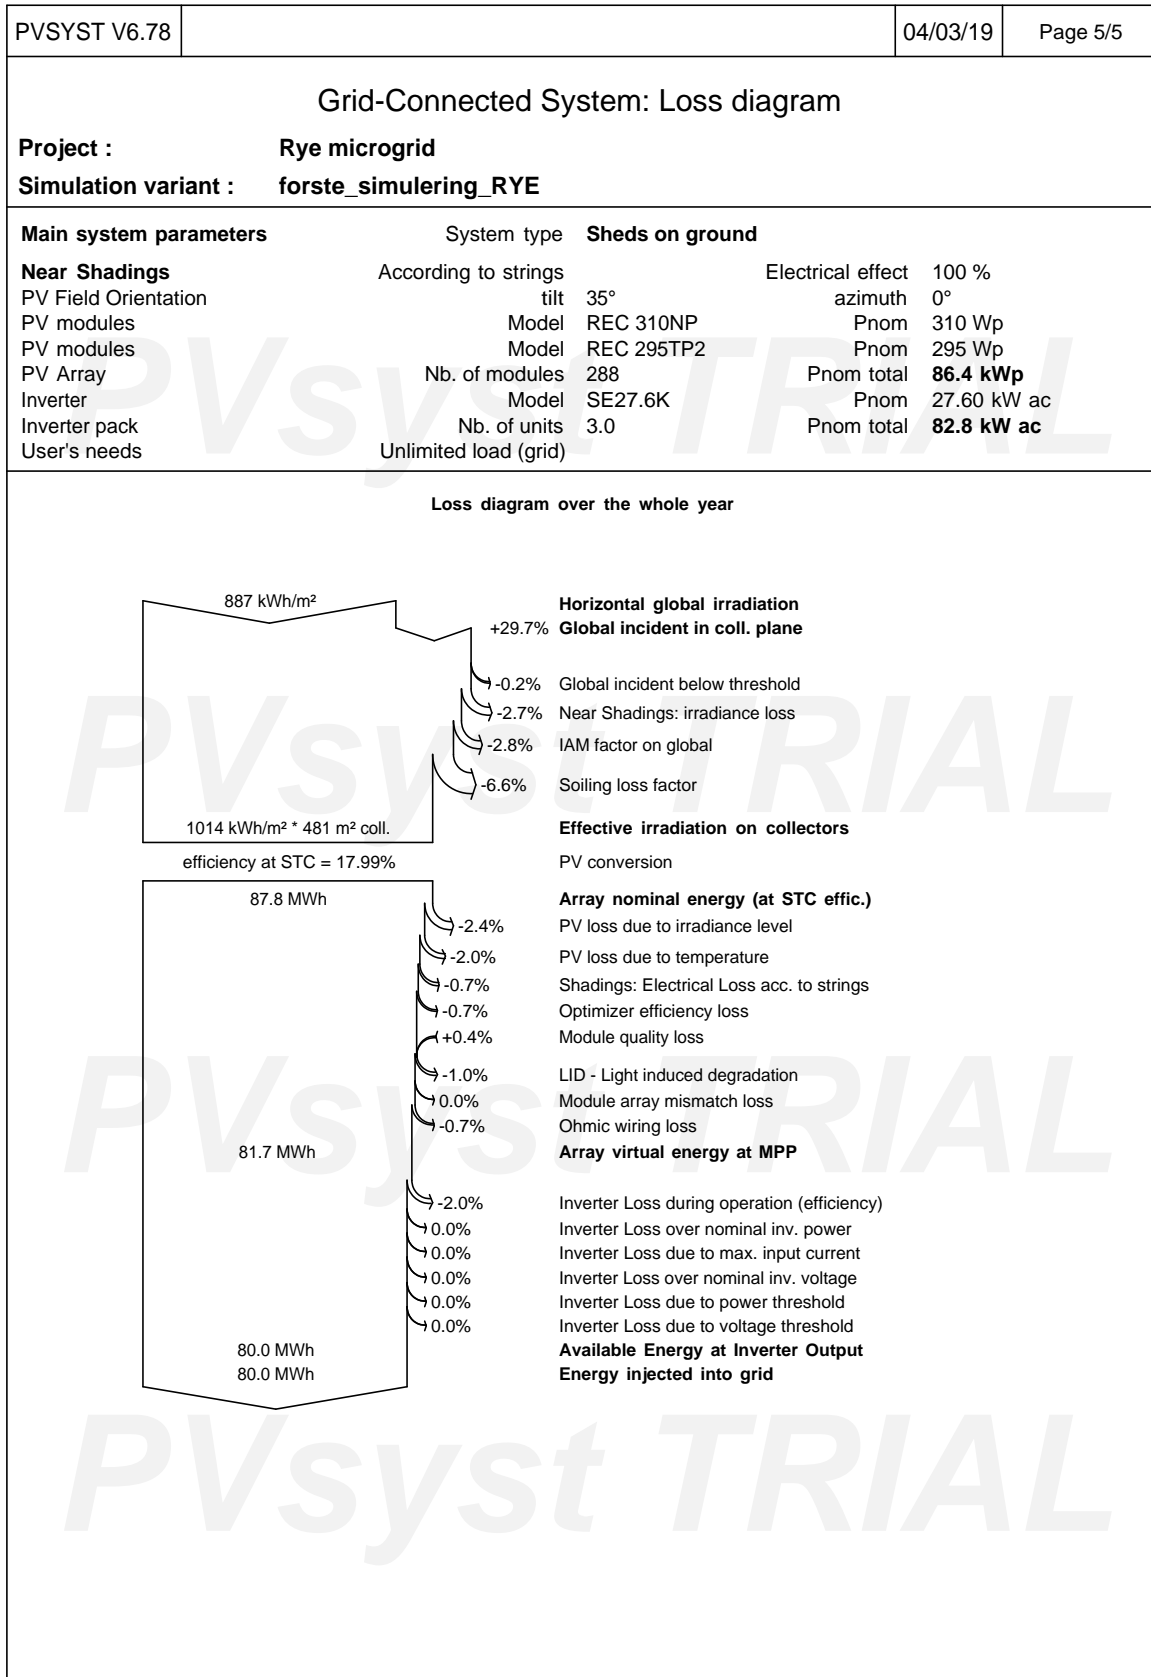 PVSYST V6.78 04/03/19 Page 5/5
Grid-Connected System: Loss diagram
Project : Rye microgrid
Simulation variant : forste_simulering_RYE
Main system parameters System type Sheds on ground
Near Shadings According to strings Electrical effect 100 %
PV Field Orientation tilt 35° azimuth 0°
PV modules Model REC 310NP Pnom 310 Wp
PV modules Model REC 295TP2 Pnom 295 Wp
PV Array Nb. of modules 288 Pnom total 86.4 kWp
Inverter Model SE27.6K Pnom 27.60 kW ac
Inverter pack Nb. of units 3.0 Pnom total 82.8 kW ac
User's needs Unlimited load (grid)
PVsyst TRIAL
Loss diagram over the whole year
887 kWh/m² Horizontal global irradiation
+29.7% Global incident in coll. plane
-0.2% Global incident below threshold
-2.7% Near Shadings: irradiance loss
-2.8% IAM factor on global
-6.6% Soiling loss factor
PVsyst TRIAL
1014 kWh/m² * 481 m² coll. Effective irradiation on collectors
efficiency at STC = 17.99% PV conversion
87.8 MWh Array nominal energy (at STC effic.)
-2.4% PV loss due to irradiance level
-2.0% PV loss due to temperature
-0.7% Shadings: Electrical Loss acc. to strings
-0.7% Optimizer efficiency loss
+0.4% Module quality loss
-1.0% LID - Light induced degradation
0.0% Module array mismatch loss
-0.7% Ohmic wiring loss
PVsyst TRIAL
81.7 MWh Array virtual energy at MPP
-2.0% Inverter Loss during operation (efficiency)
0.0% Inverter Loss over nominal inv. power
0.0% Inverter Loss due to max. input current
0.0% Inverter Loss over nominal inv. voltage
0.0% Inverter Loss due to power threshold
0.0% Inverter Loss due to voltage threshold
80.0 MWh Available Energy at Inverter Output
80.0 MWh Energy injected into grid
PVsyst TRIAL